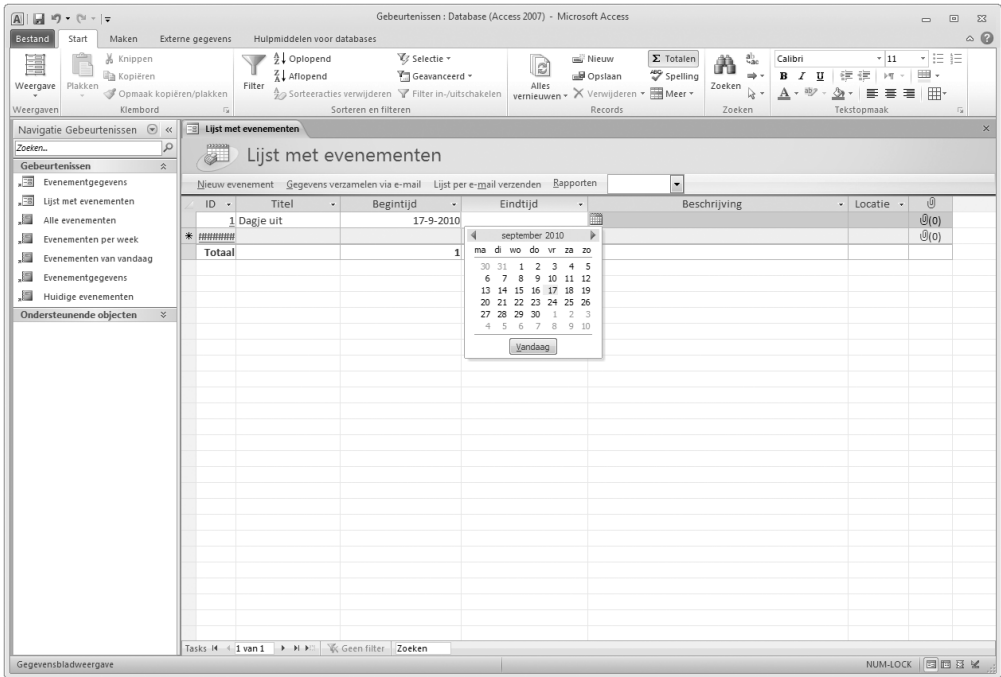 Gebeurtenissen : Database (Access 2007) - Microsoft Access
Bestand Start Maken Externe gegevens Hulpmiddelen voor databases
Weergave
Weergaven
Plakken
Knippen
Kopiëren
Opmaak kopiëren/plakken
Klembord
Filter
Oplopend
Aflopend
Sorteeracties verwijderen
Selectie
Geavanceerd
Filter in-/uitschakelen
Sorteren en filteren
Alles vernieuwen
Nieuw
Opslaan
Verwijderen
Totalen
Spelling
Meer
Records
Zoeken
Zoeken
Calibri 11
B I U
Tekstopmaak
Navigatie Gebeurtenissen
Zoeken..
Gebeurtenissen
Evenementgegevens
Lijst met evenementen
Alle evenementen
Evenementen per week
Evenementen van vandaag
Evenementgegevens
Huidige evenementen
Ondersteunende objecten
Lijst met evenementen
Lijst met evenementen
Nieuw evenement Gegevens verzamelen via e-mail Lijst per e-mail verzenden Rapporten
ID Titel Begintijd Eindtijd Beschrijving Locatie
1 Dagje uit 17-9-2010 (0)
####### (0)
Totaal 1
september 2010
ma di wo do vr za zo
30 31 1 2 3 4 5
6 7 8 9 10 11 12
13 14 15 16 17 18 19
20 21 22 23 24 25 26
27 28 29 30 1 2 3
4 5 6 7 8 9 10
Vandaag
Tasks 1 van 1 Geen filter Zoeken
Gegevensbladweergave NUM-LOCK